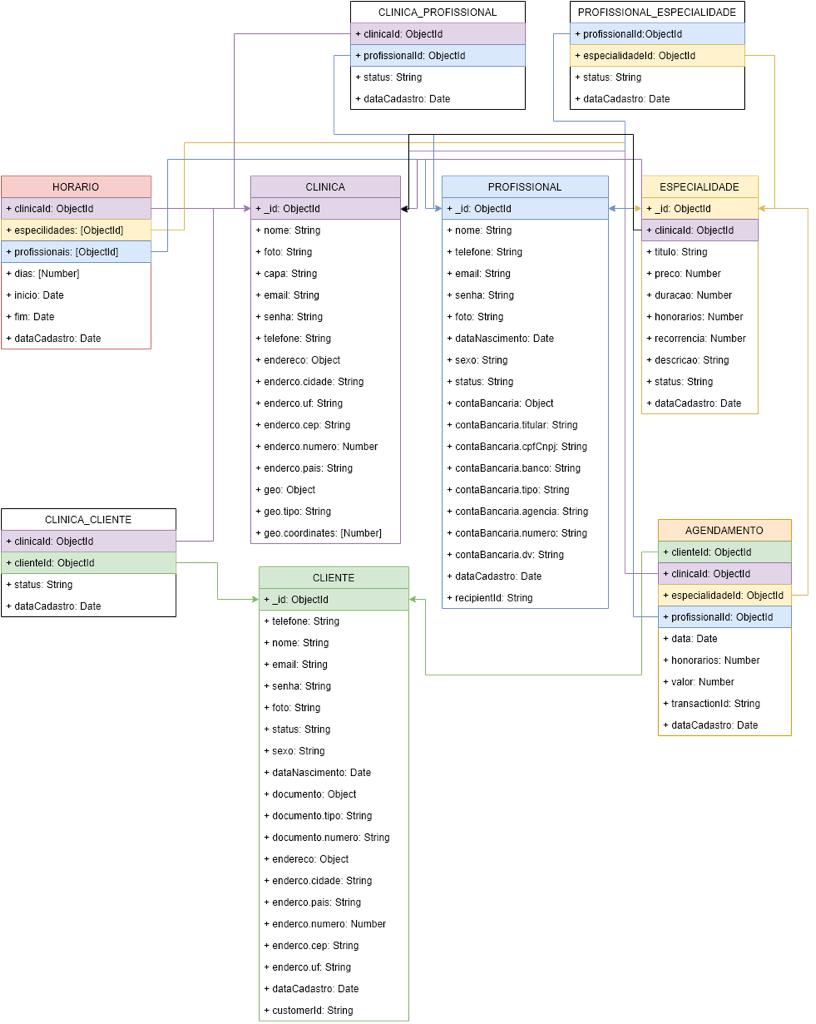 CLINICA_PROFISSIONAL
+ clinicaId: ObjectId
+ profissionalId: ObjectId
+ status: String
+ dataCadastro: Date
PROFISSIONAL_ESPECIALIDADE
+ profissionalId:ObjectId
+ especialidadeId: ObjectId
+ status: String
+ dataCadastro: Date
HORARIO
+ clinicaId: ObjectId
+ especilidades: [ObjectId]
+ profissionais: [ObjectId]
+ dias: [Number]
+ inicio: Date
+ fim: Date
+ dataCadastro: Date
CLINICA
+ _id: ObjectId
+ nome: String
+ foto: String
+ capa: String
+ email: String
+ senha: String
+ telefone: String
+ endereco: Object
+ enderco.cidade: String
+ enderco.uf: String
+ enderco.cep: String
+ enderco.numero: Number
+ enderco.pais: String
+ geo: Object
+ geo.tipo: String
+ geo.coordinates: [Number]
PROFISSIONAL
+ _id: ObjectId
+ nome: String
+ telefone: String
+ email: String
+ senha: String
+ foto: String
+ dataNascimento: Date
+ sexo: String
+ status: String
+ contaBancaria: Object
+ contaBancaria.titular: String
+ contaBancaria.cpfCnpj: String
+ contaBancaria.banco: String
+ contaBancaria.tipo: String
+ contaBancaria.agencia: String
+ contaBancaria.numero: String
+ contaBancaria.dv: String
+ dataCadastro: Date
+ recipientId: String
ESPECIALIDADE
+ _id: ObjectId
+ clinicaId: ObjectId
+ titulo: String
+ preco: Number
+ duracao: Number
+ honorarios: Number
+ recorrencia: Number
+ descricao: String
+ status: String
+ dataCadastro: Date
CLINICA_CLIENTE
+ clinicaId: ObjectId
+ clienteId: ObjectId
+ status: String
+ dataCadastro: Date
CLIENTE
+ _id: ObjectId
+ telefone: String
+ nome: String
+ email: String
+ senha: String
+ foto: String
+ status: String
+ sexo: String
+ dataNascimento: Date
+ documento: Object
+ documento.tipo: String
+ documento.numero: String
+ endereco: Object
+ enderco.cidade: String
+ enderco.pais: String
+ enderco.numero: Number
+ enderco.cep: String
+ enderco.uf: String
+ dataCadastro: Date
+ customerId: String
AGENDAMENTO
+ clienteId: ObjectId
+ clinicaId: ObjectId
+ especialidadeId: ObjectId
+ profissionalId: ObjectId
+ data: Date
+ honorarios: Number
+ valor: Number
+ transactionId: String
+ dataCadastro: Date